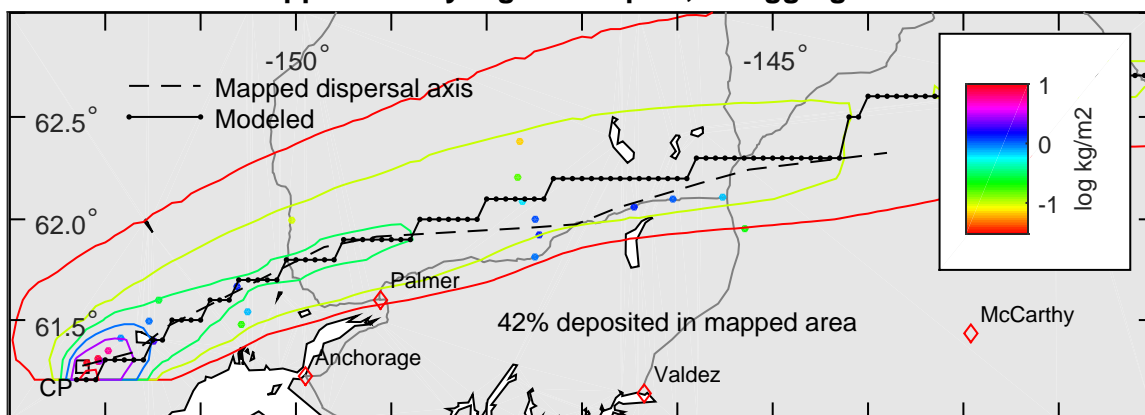 -150°
-145°
Mapped dispersal axis
Modeled
62.5°
62.0°
61.5°
1
0
-1
log kg/m2
Palmer
42% deposited in mapped area
McCarthy
Anchorage
Valdez
CP